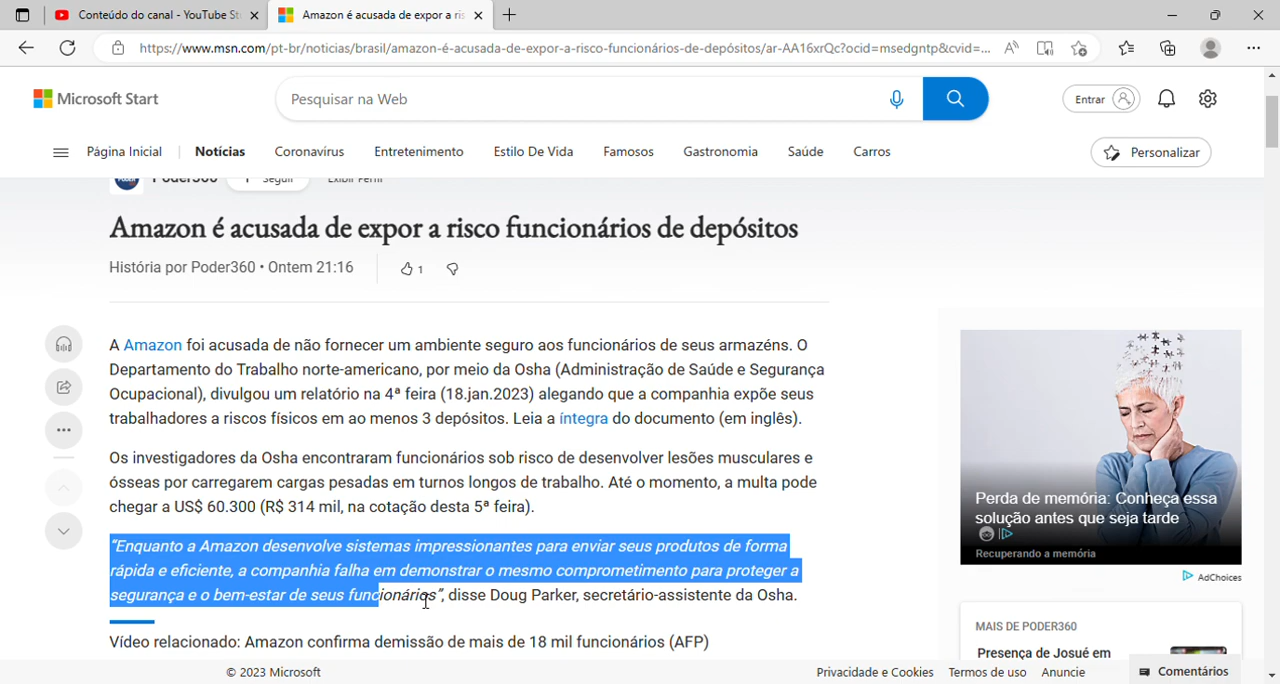 Conteúdo do canal - YouTube St
Amazon é acusada de expor a ris
https://www.msn.com/pt-br/noticias/brasil/amazon-é-acusada-de-expor-a-risco-funcionários-de-depósitos/ar-AA16xrQc?ocid=msedgntp&cvid=...
Microsoft Start
Pesquisar na Web
Entrar
Página Inicial
Notícias
Coronavírus
Entretenimento
Estilo De Vida
Famosos
Gastronomia
Saúde
Carros
Personalizar
Poder360
Seguir
Exibir Perfil
Amazon é acusada de expor a risco funcionários de depósitos
História por Poder360 • Ontem 21:16
1
A Amazon foi acusada de não fornecer um ambiente seguro aos funcionários de seus armazéns. O
Departamento do Trabalho norte-americano, por meio da Osha (Administração de Saúde e Segurança
Ocupacional), divulgou um relatório na 4ª feira (18.jan.2023) alegando que a companhia expõe seus
trabalhadores a riscos físicos em ao menos 3 depósitos. Leia a íntegra do documento (em inglês).
Os investigadores da Osha encontraram funcionários sob risco de desenvolver lesões musculares e
ósseas por carregarem cargas pesadas em turnos longos de trabalho. Até o momento, a multa pode
chegar a US$ 60.300 (R$ 314 mil, na cotação desta 5ª feira).
“Enquanto a Amazon desenvolve sistemas impressionantes para enviar seus produtos de forma
rápida e eficiente, a companhia falha em demonstrar o mesmo comprometimento para proteger a
segurança e o bem-estar de seus funcionários”, disse Doug Parker, secretário-assistente da Osha.
Vídeo relacionado: Amazon confirma demissão de mais de 18 mil funcionários (AFP)
Perda de memória: Conheça essa
solução antes que seja tarde
Recuperando a memória
AdChoices
MAIS DE PODER360
Presença de Josué em
© 2023 Microsoft
Privacidade e Cookies
Termos de uso
Anuncie
Comentários